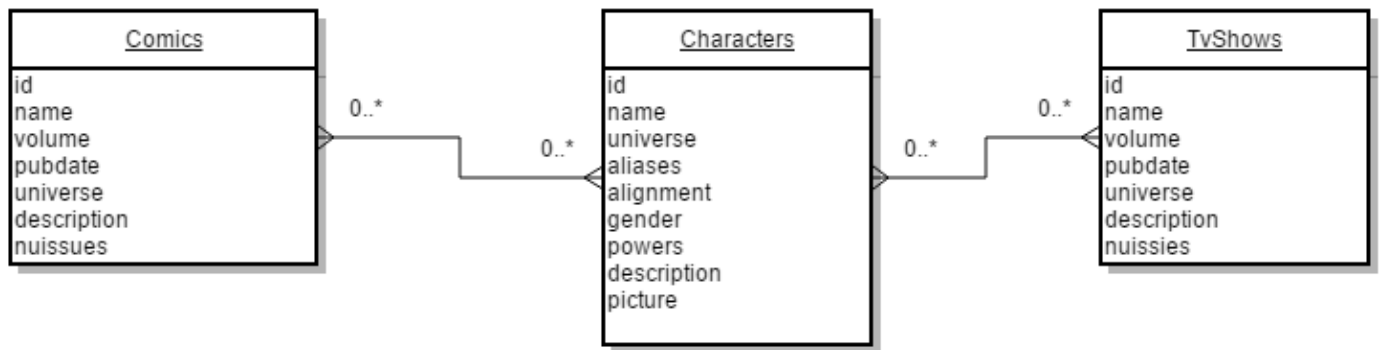 Comics
id
name
volume
pubdate
universe
description
nuissues
0..*
0..*
Characters
id
name
universe
aliases
alignment
gender
powers
description
picture
0..*
0..*
TvShows
id
name
volume
pubdate
universe
description
nuissies